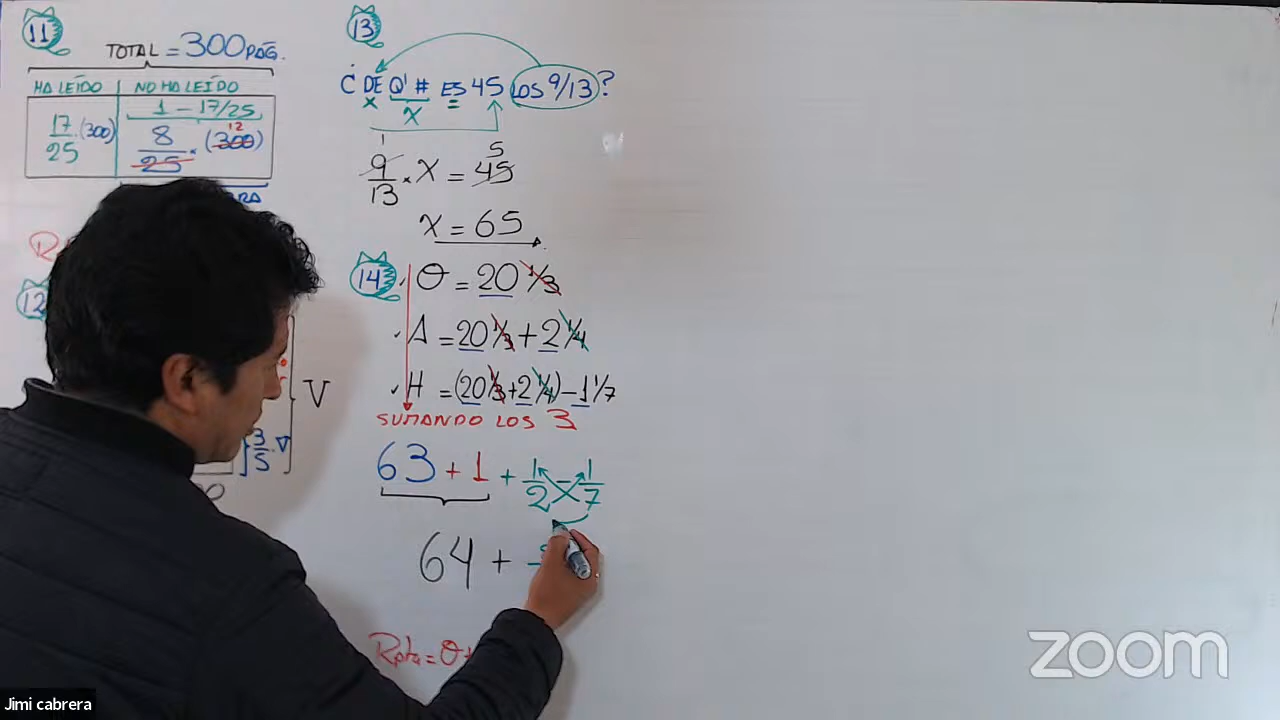 11
TOTAL = 300 PÁG.
HA LEÍDO NO HA LEÍDO
1 - 17/25
17/25 · (300) 8/25 · (300) 12
12
3/5 · V
V
13
¿ DE Q' # ES 45 LOS 9/13 ?
x x =
1 5
9/13 · x = 45
x = 65
14
O = 20 1/3
A = 20 1/3 + 2 1/4
H = (20 1/3 + 2 1/4) - 1 1/7
SUMANDO LOS 3
63 + 1 + 1/2 - 1/7
64 +
Rpta = O +
zoom
Jimi cabrera